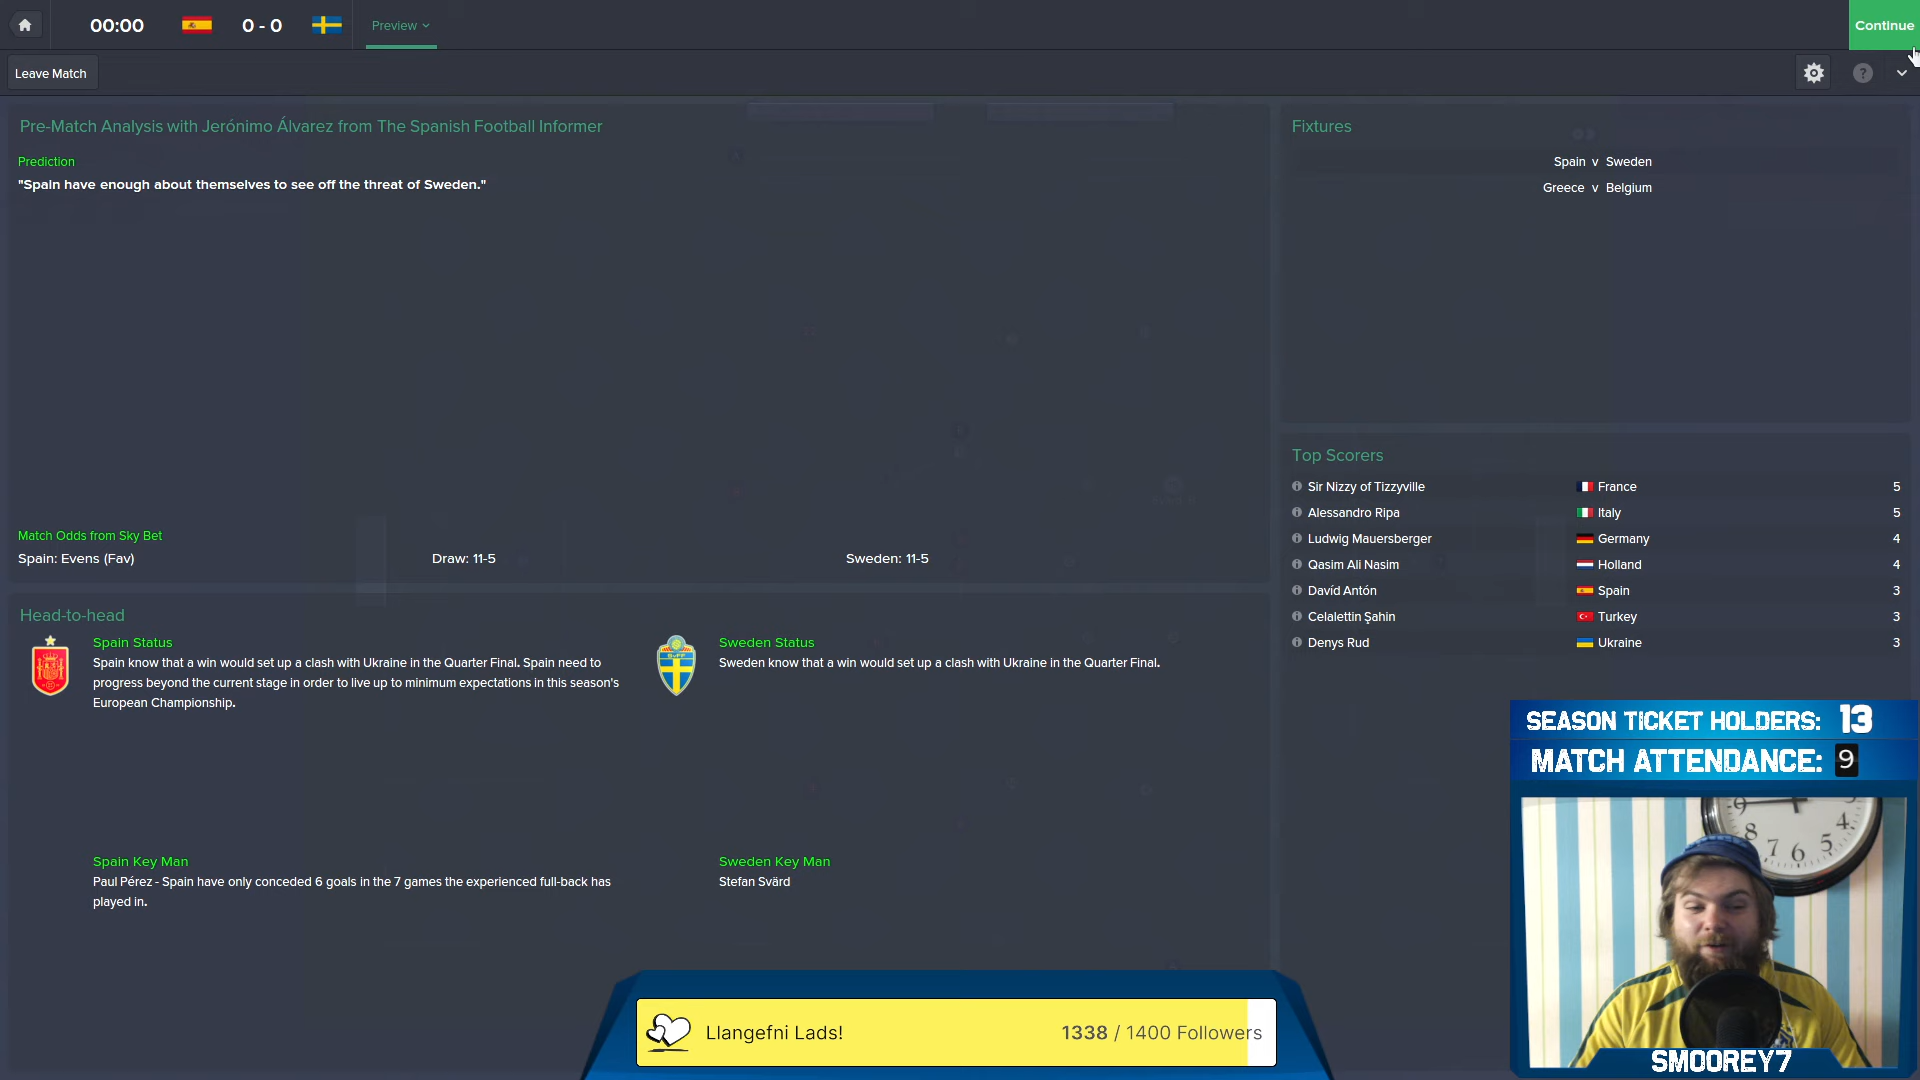 00:00
0 - 0
Preview
Continue
Leave Match
?
Pre-Match Analysis with Jerónimo Álvarez from The Spanish Football Informer
Prediction
"Spain have enough about themselves to see off the threat of Sweden."
Match Odds from Sky Bet
Spain: Evens (Fav)
Draw: 11-5
Sweden: 11-5
Fixtures
Spain v Sweden
Greece v Belgium
Top Scorers
Sir Nizzy of Tizzyville France 5
Alessandro Ripa Italy 5
Ludwig Mauersberger Germany 4
Qasim Ali Nasim Holland 4
Davíd Antón Spain 3
Celalettin Şahin Turkey 3
Denys Rud Ukraine 3
Head-to-head
Spain Status
Spain know that a win would set up a clash with Ukraine in the Quarter Final. Spain need to
progress beyond the current stage in order to live up to minimum expectations in this season's
European Championship.
Sweden Status
Sweden know that a win would set up a clash with Ukraine in the Quarter Final.
Spain Key Man
Paul Pérez - Spain have only conceded 6 goals in the 7 games the experienced full-back has
played in.
Sweden Key Man
Stefan Svärd
SEASON TICKET HOLDERS: 13
MATCH ATTENDANCE: 9
9
8
7
6
5
4
Llangefni Lads!
1338 / 1400 Followers
SMOOREY7